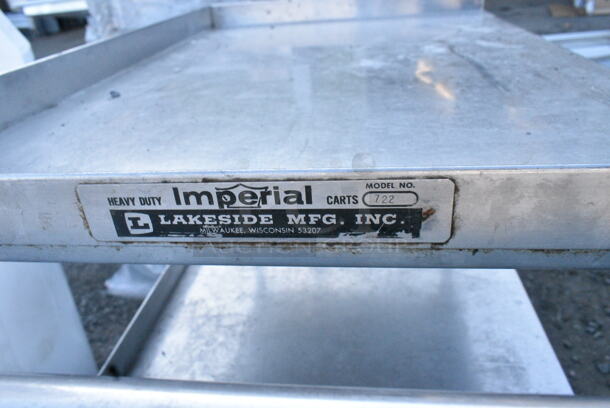 HEAVY DUTY Imperial CARTS MODEL NO. 722
L LAKESIDE MFG. INC.
MILWAUKEE, WISCONSIN 53207